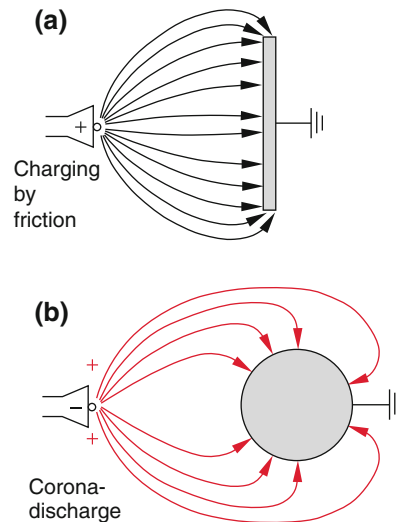 (a)
+
Charging
by
friction
(b)
+
−
+
Corona-
discharge